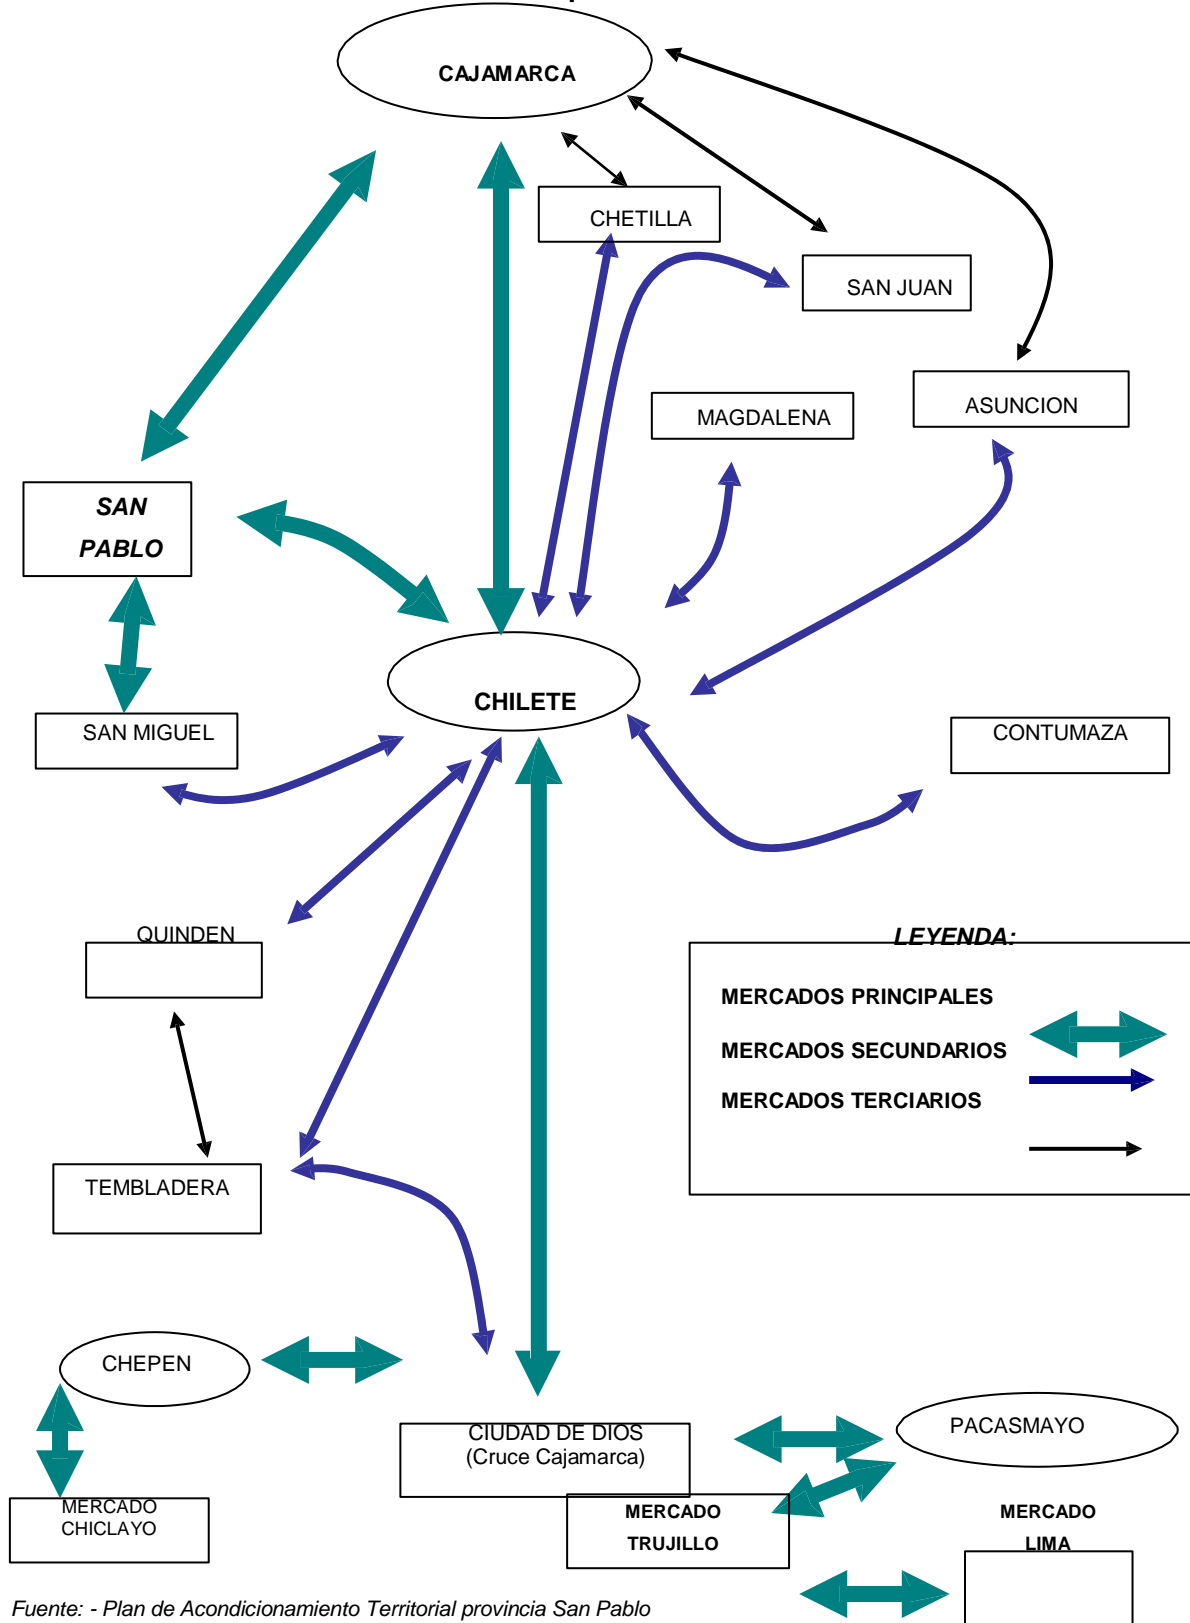 CAJAMARCA
CHETILLA
SAN JUAN
MAGDALENA
ASUNCION
SAN
PABLO
CHILETE
SAN MIGUEL
CONTUMAZA
QUINDEN
LEYENDA:
MERCADOS PRINCIPALES
MERCADOS SECUNDARIOS
MERCADOS TERCIARIOS
TEMBLADERA
CHEPEN
CIUDAD DE DIOS
(Cruce Cajamarca)
PACASMAYO
MERCADO
CHICLAYO
MERCADO
TRUJILLO
MERCADO
LIMA
Fuente: - Plan de Acondicionamiento Territorial provincia San Pablo